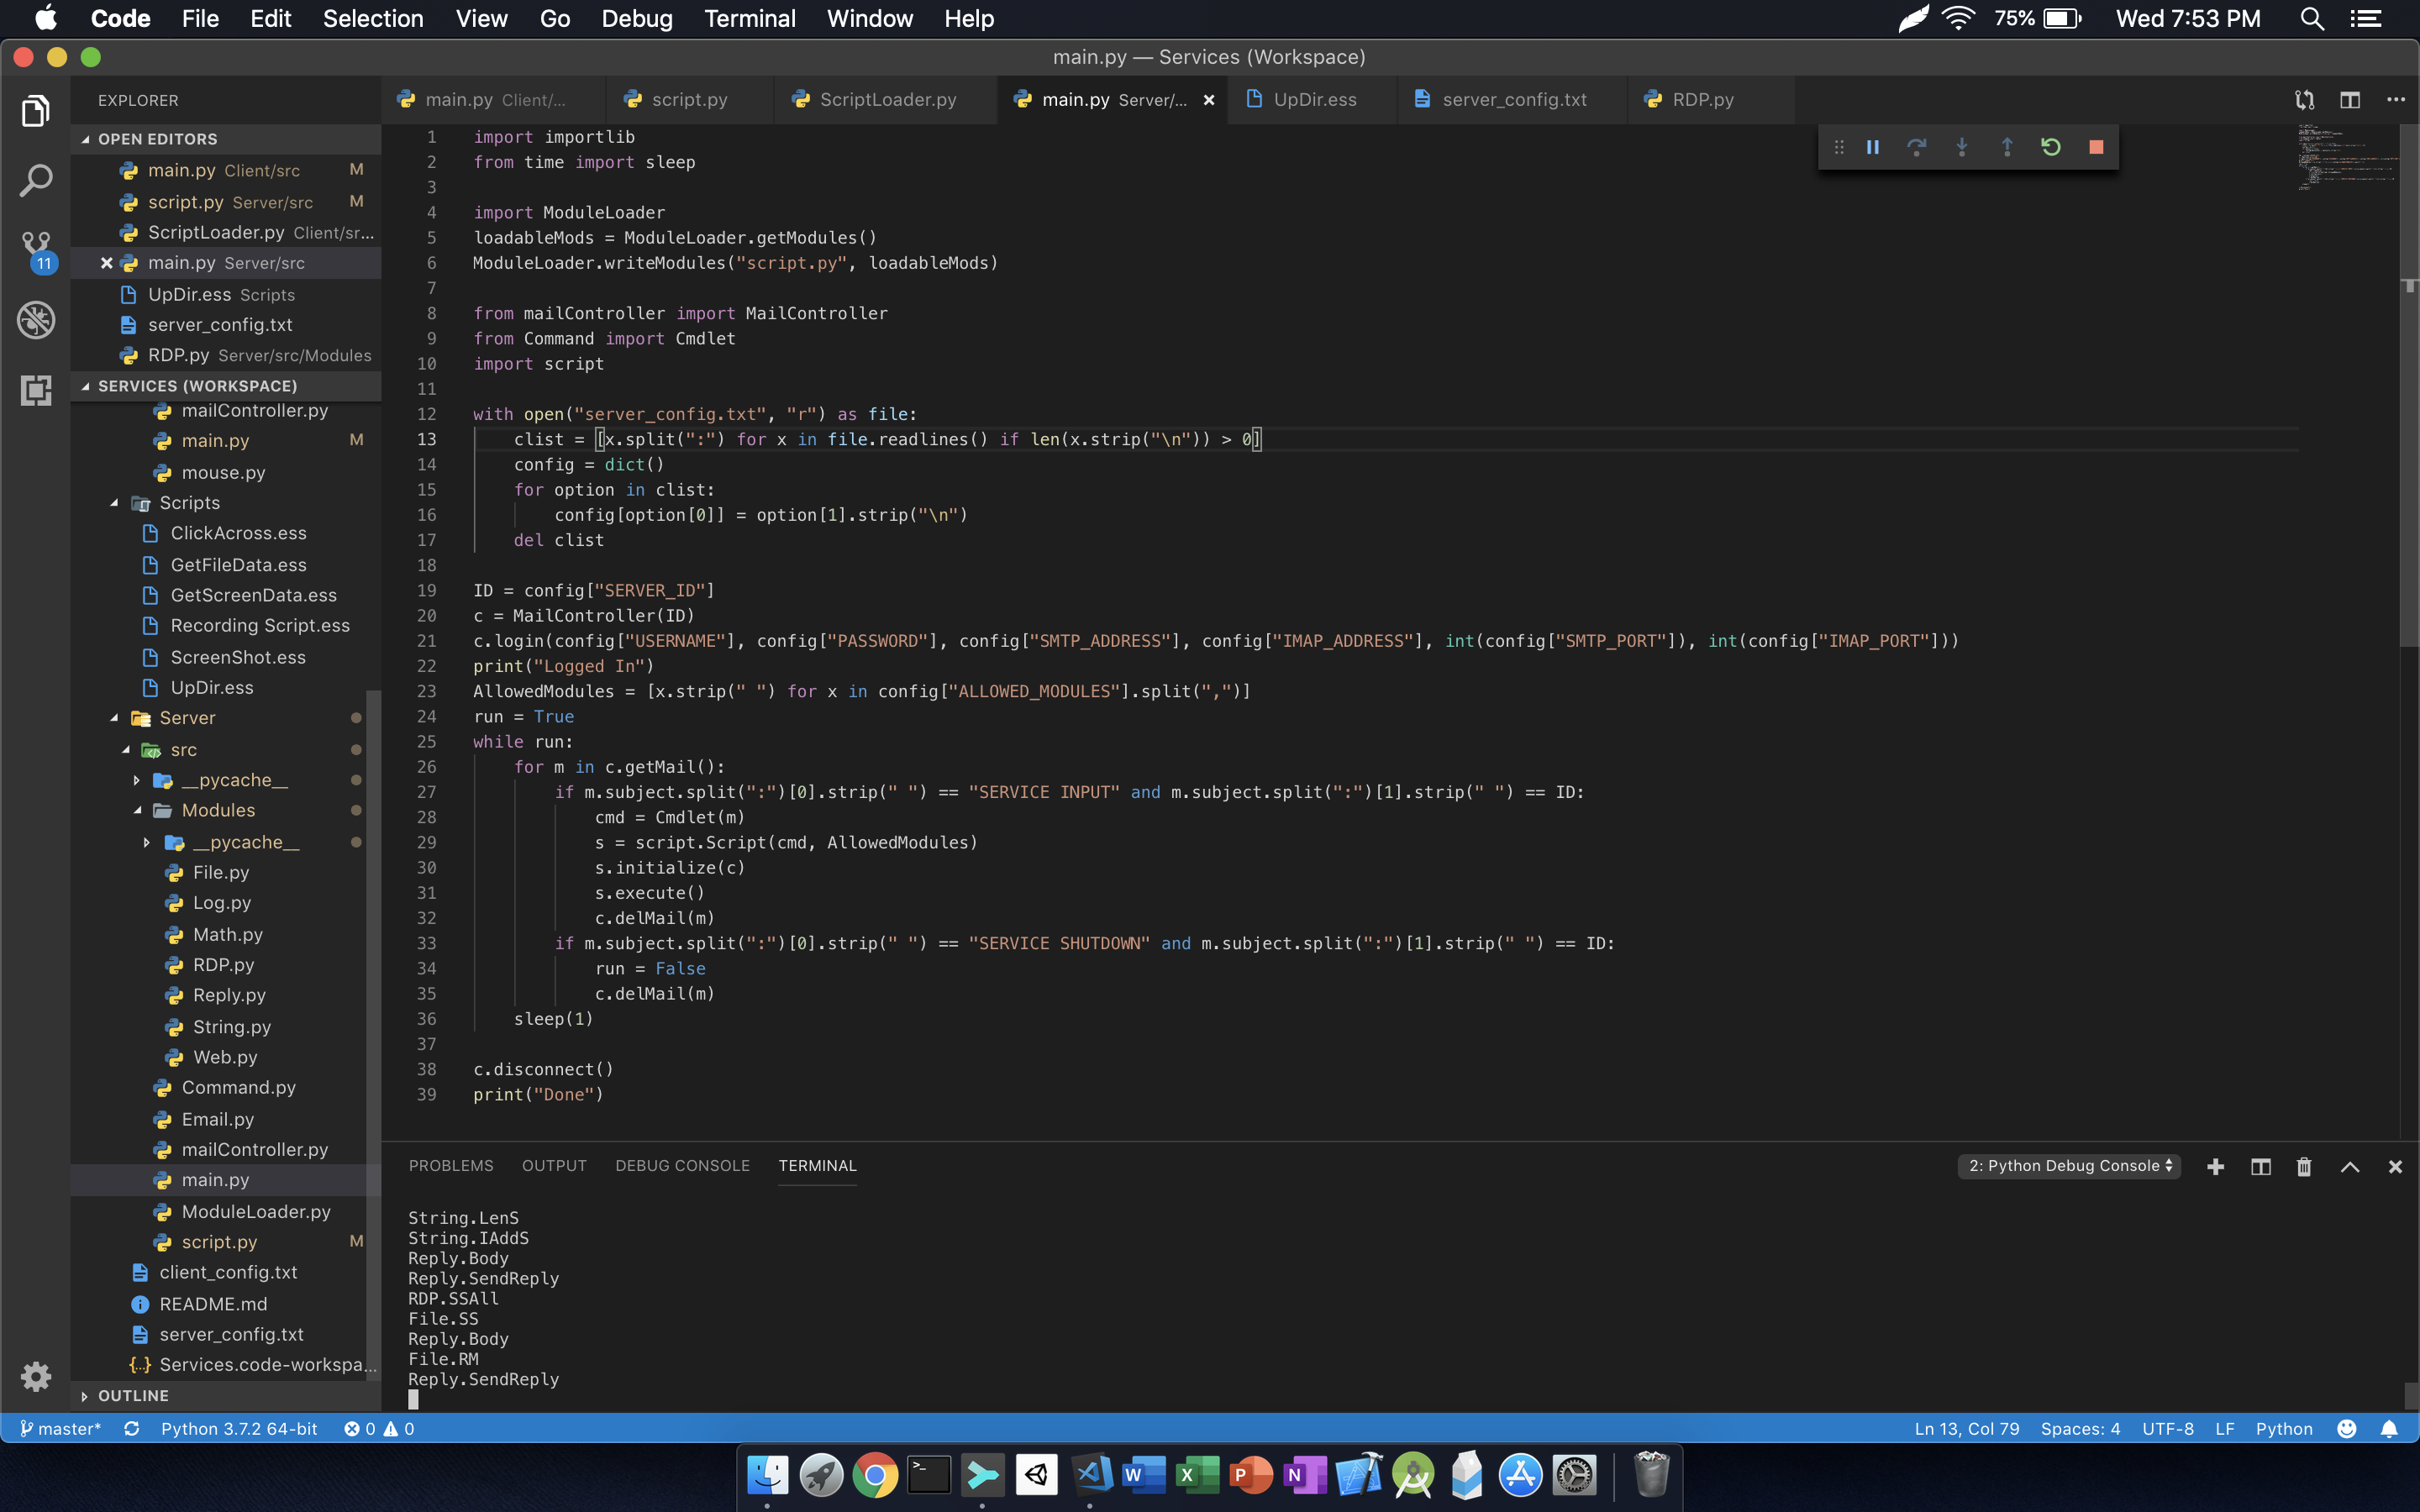 Code File Edit Selection View Go Debug Terminal Window Help 75% Wed 7:53 PM
main.py — Services (Workspace)
EXPLORER
main.py Client/... script.py ScriptLoader.py main.py Server/... UpDir.ess server_config.txt RDP.py
OPEN EDITORS
main.py Client/src M
script.py Server/src M
ScriptLoader.py Client/sr...
main.py Server/src
UpDir.ess Scripts
server_config.txt
RDP.py Server/src/Modules
11
SERVICES (WORKSPACE)
mailController.py
main.py M
mouse.py
Scripts
ClickAcross.ess
GetFileData.ess
GetScreenData.ess
Recording Script.ess
ScreenShot.ess
UpDir.ess
Server
src
__pycache__
Modules
__pycache__
File.py
Log.py
Math.py
RDP.py
Reply.py
String.py
Web.py
Command.py
Email.py
mailController.py
main.py
ModuleLoader.py
script.py M
client_config.txt
README.md
server_config.txt
{..} Services.code-workspa...
OUTLINE
1 import importlib
2 from time import sleep
3
4 import ModuleLoader
5 loadableMods = ModuleLoader.getModules()
6 ModuleLoader.writeModules("script.py", loadableMods)
7
8 from mailController import MailController
9 from Command import Cmdlet
10 import script
11
12 with open("server_config.txt", "r") as file:
13     clist = [x.split(":") for x in file.readlines() if len(x.strip("\n")) > 0]
14     config = dict()
15     for option in clist:
16         config[option[0]] = option[1].strip("\n")
17     del clist
18
19 ID = config["SERVER_ID"]
20 c = MailController(ID)
21 c.login(config["USERNAME"], config["PASSWORD"], config["SMTP_ADDRESS"], config["IMAP_ADDRESS"], int(config["SMTP_PORT"]), int(config["IMAP_PORT"]))
22 print("Logged In")
23 AllowedModules = [x.strip(" ") for x in config["ALLOWED_MODULES"].split(",")]
24 run = True
25 while run:
26     for m in c.getMail():
27         if m.subject.split(":")[0].strip(" ") == "SERVICE INPUT" and m.subject.split(":")[1].strip(" ") == ID:
28             cmd = Cmdlet(m)
29             s = script.Script(cmd, AllowedModules)
30             s.initialize(c)
31             s.execute()
32             c.delMail(m)
33         if m.subject.split(":")[0].strip(" ") == "SERVICE SHUTDOWN" and m.subject.split(":")[1].strip(" ") == ID:
34             run = False
35             c.delMail(m)
36     sleep(1)
37
38 c.disconnect()
39 print("Done")
PROBLEMS OUTPUT DEBUG CONSOLE TERMINAL 2: Python Debug Console
String.LenS
String.IAddS
Reply.Body
Reply.SendReply
RDP.SSAll
File.SS
Reply.Body
File.RM
Reply.SendReply
master* Python 3.7.2 64-bit 0 0 Ln 13, Col 79 Spaces: 4 UTF-8 LF Python
>_ W X P N